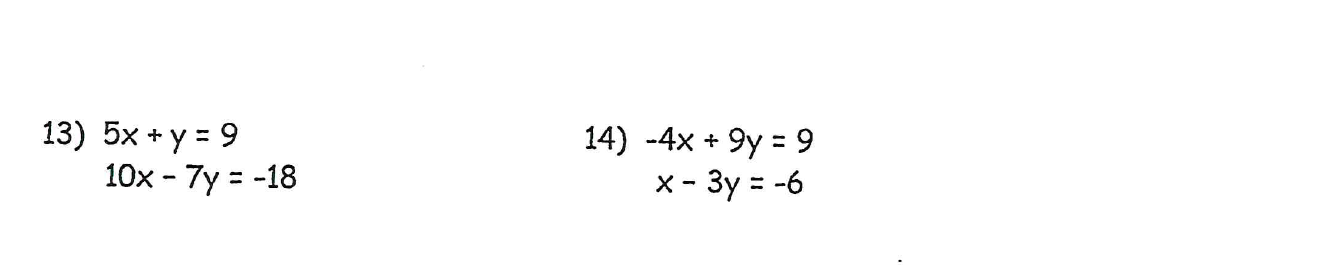 13) 5x + y = 9
10x - 7y = -18
14) -4x + 9y = 9
x - 3y = -6